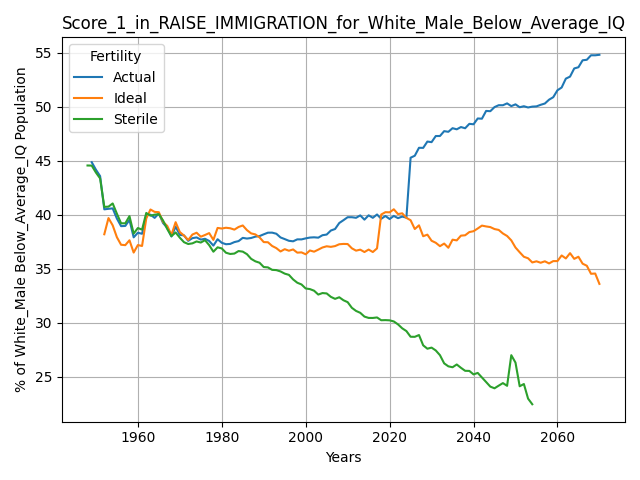 Score_1_in_RAISE_IMMIGRATION_for_White_Male_Below_Average_IQ
% of White_Male Below_Average_IQ Population
55
50
45
40
35
30
25
Fertility
Actual
Ideal
Sterile
1960 1980 2000 2020 2040 2060
Years